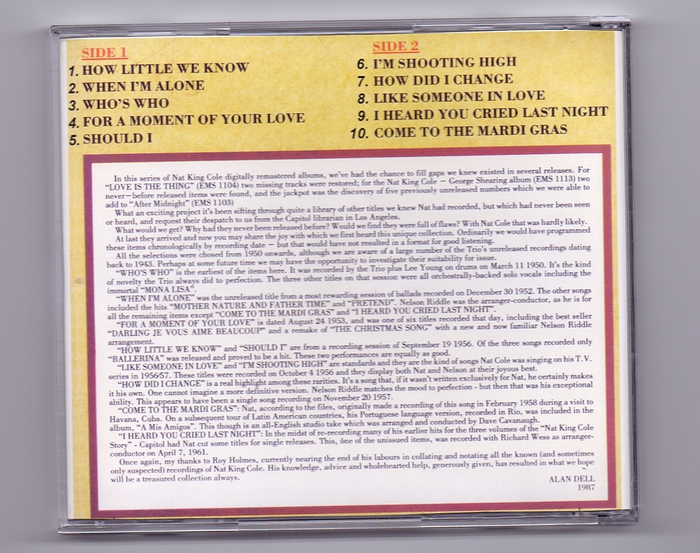 SIDE 1
1. HOW LITTLE WE KNOW
2. WHEN I'M ALONE
3. WHO'S WHO
4. FOR A MOMENT OF YOUR LOVE
5. SHOULD I
SIDE 2
6. I'M SHOOTING HIGH
7. HOW DID I CHANGE
8. LIKE SOMEONE IN LOVE
9. I HEARD YOU CRIED LAST NIGHT
10. COME TO THE MARDI GRAS
In this series of Nat King Cole digitally remastered albums, we've had the chance to fill gaps we knew existed in several releases. For
"LOVE IS THE THING" (EMS 1104) two missing tracks were restored; for the Nat King Cole — George Shearing album (EMS 1113) two
never—before released items were found, and the jackpot was the discovery of five previously unreleased numbers which we were able to
add to "After Midnight" (EMS 1103)
What an exciting project it's been sifting through quite a library of other titles we knew Nat had recorded, but which had never been seen
or heard, and request their despatch to us from the Capitol librarian in Los Angeles.
What would we get? Why had they never been released before? Would we find they were full of flaws? With Nat Cole that was hardly likely.
At last they arrived and now you may share the joy with which we first heard this unique collection. Ordinarily we would have programmed
these items chronologically by recording date — but that would not have resulted in a format for good listening.
All the selections were chosen from 1950 onwards, although we are aware of a large number of the Trio's unreleased recordings dating
back to 1943. Perhaps at some future time we may have the opportunity to investigate their suitability for issue.
"WHO'S WHO" is the earliest of the items here. It was recorded by the Trio plus Lee Young on drums on March 11 1950. It's the kind
of novelty the Trio always did to perfection. The three other titles on that session were all orchestrally-backed solo vocals including the
immortal "MONA LISA".
"WHEN I'M ALONE" was the unreleased title from a most rewarding session of ballads recorded on December 30 1952. The other songs
included the hits "MOTHER NATURE AND FATHER TIME" and "PRETEND". Nelson Riddle was the arranger-conductor, as he is for
all the remaining items except "COME TO THE MARDI GRAS" and "I HEARD YOU CRIED LAST NIGHT".
"FOR A MOMENT OF YOUR LOVE" is dated August 24 1953, and was one of six titles recorded that day, including the best seller
"DARLING JE VOUS AIME BEAUCOUP" and a remake of "THE CHRISTMAS SONG" with a new and now familiar Nelson Riddle
arrangement.
"HOW LITTLE WE KNOW" and "SHOULD I" are from a recording session of September 19 1956. Of the three songs recorded only
"BALLERINA" was released and proved to be a hit. These two performances are equally as good.
"LIKE SOMEONE IN LOVE" and "I'M SHOOTING HIGH" are standards and they are the kind of songs Nat Cole was singing on his T.V.
series in 1956/57. These titles were recorded on October 4 1956 and they display both Nat and Nelson at their joyous best.
"HOW DID I CHANGE" is a real highlight among these rarities. It's a song that, if it wasn't written exclusively for Nat, he certainly makes
it his own. One cannot imagine a more definitive version. Nelson Riddle matches the mood to perfection - but then that was his exceptional
ability. This appears to have been a single song recording on November 20 1957.
"COME TO THE MARDI GRAS": Nat, according to the files, originally made a recording of this song in February 1958 during a visit to
Havana, Cuba. On a subsequent tour of Latin American countries, his Portuguese language version, recorded in Rio, was included in the
album, "A Mis Amigos". This though is an all-English studio take which was arranged and conducted by Dave Cavanaugh.
"I HEARD YOU CRIED LAST NIGHT": In the midst of re-recording many of his earlier hits for the three volumes of the "Nat King Cole
Story" - Capitol had Nat cut some titles for single releases. This, one of the unissued items, was recorded with Richard Wess as arranger-
conductor on April 7, 1961.
Once again, my thanks to Roy Holmes, currently nearing the end of his labours in collating and notating all the known (and sometimes
only suspected) recordings of Nat King Cole. His knowledge, advice and wholehearted help, generously given, has resulted in what we hope
will be a treasured collection always.
ALAN DELL
1987